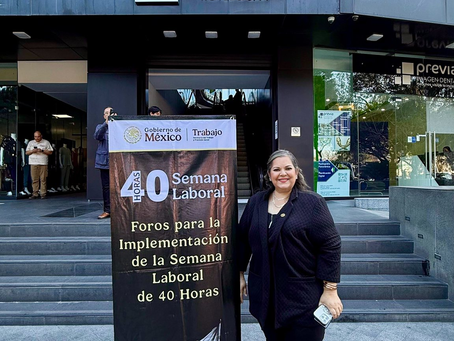 Gobierno de
México
Trabajo
40
HORAS
Semana
Laboral
Foros para la
Implementación
de la Semana
Laboral
de 40 Horas
previa